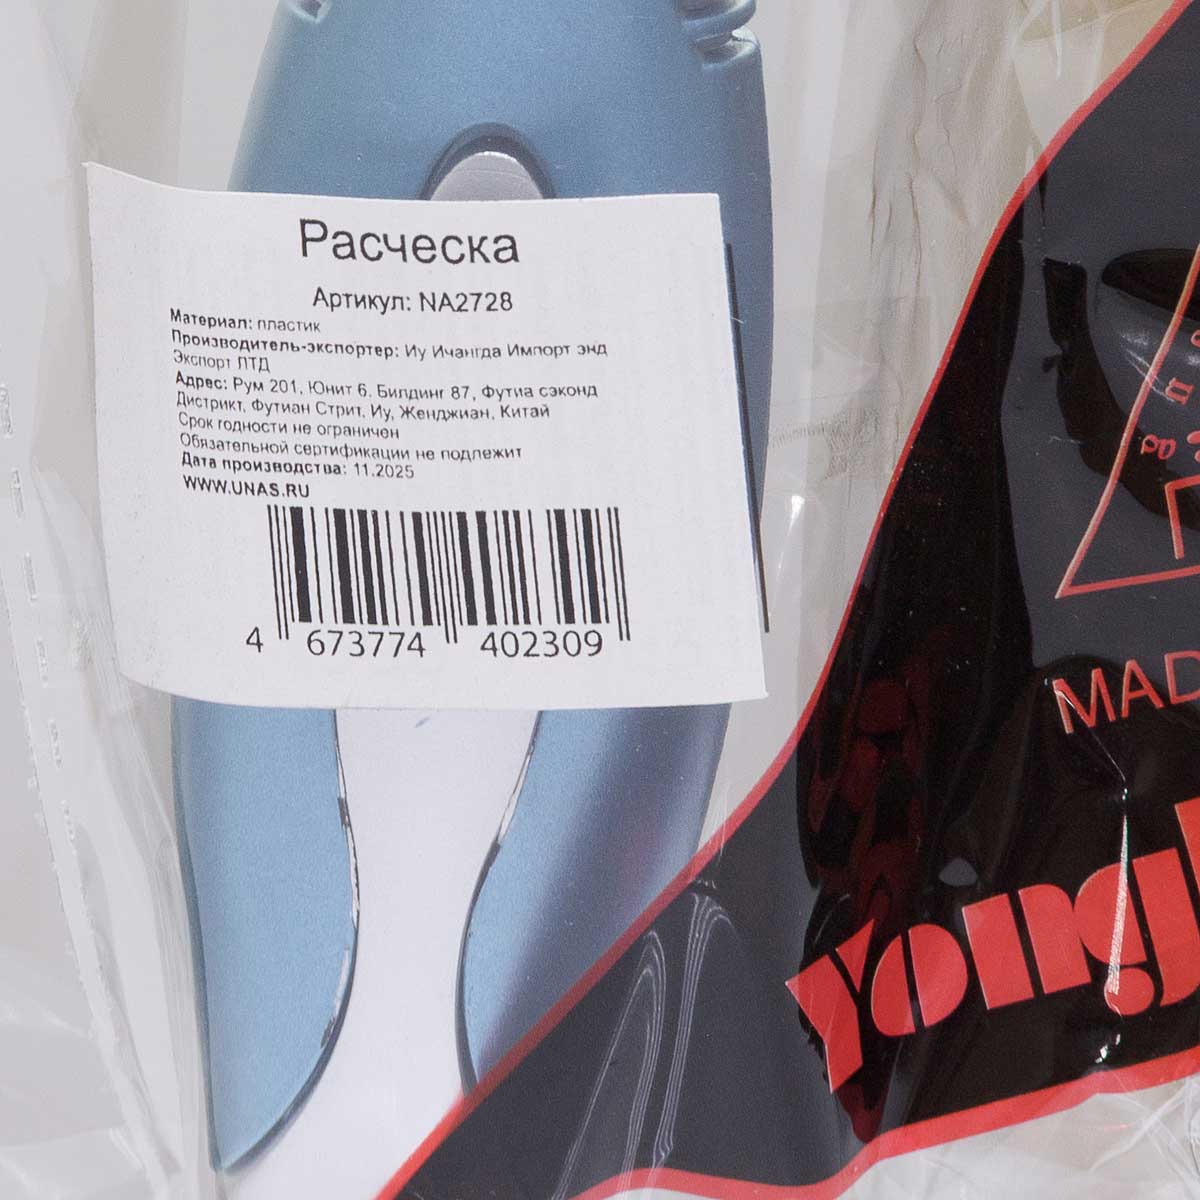 Расческа
Артикул: NA2728
Материал: пластик
Производитель-экспортер: Иу Ичангда Импорт энд
Экспорт ЛТД
Адрес: Рум 201, Юнит 6, Билдинг 87, Футиа сэконд
Дистрикт, Футиан Стрит, Иу, Женджиан, Китай
Срок годности не ограничен
Обязательной сертификации не подлежит
Дата производства: 11.2025
WWW.UNAS.RU
4 673774 402309
MAD
Yong